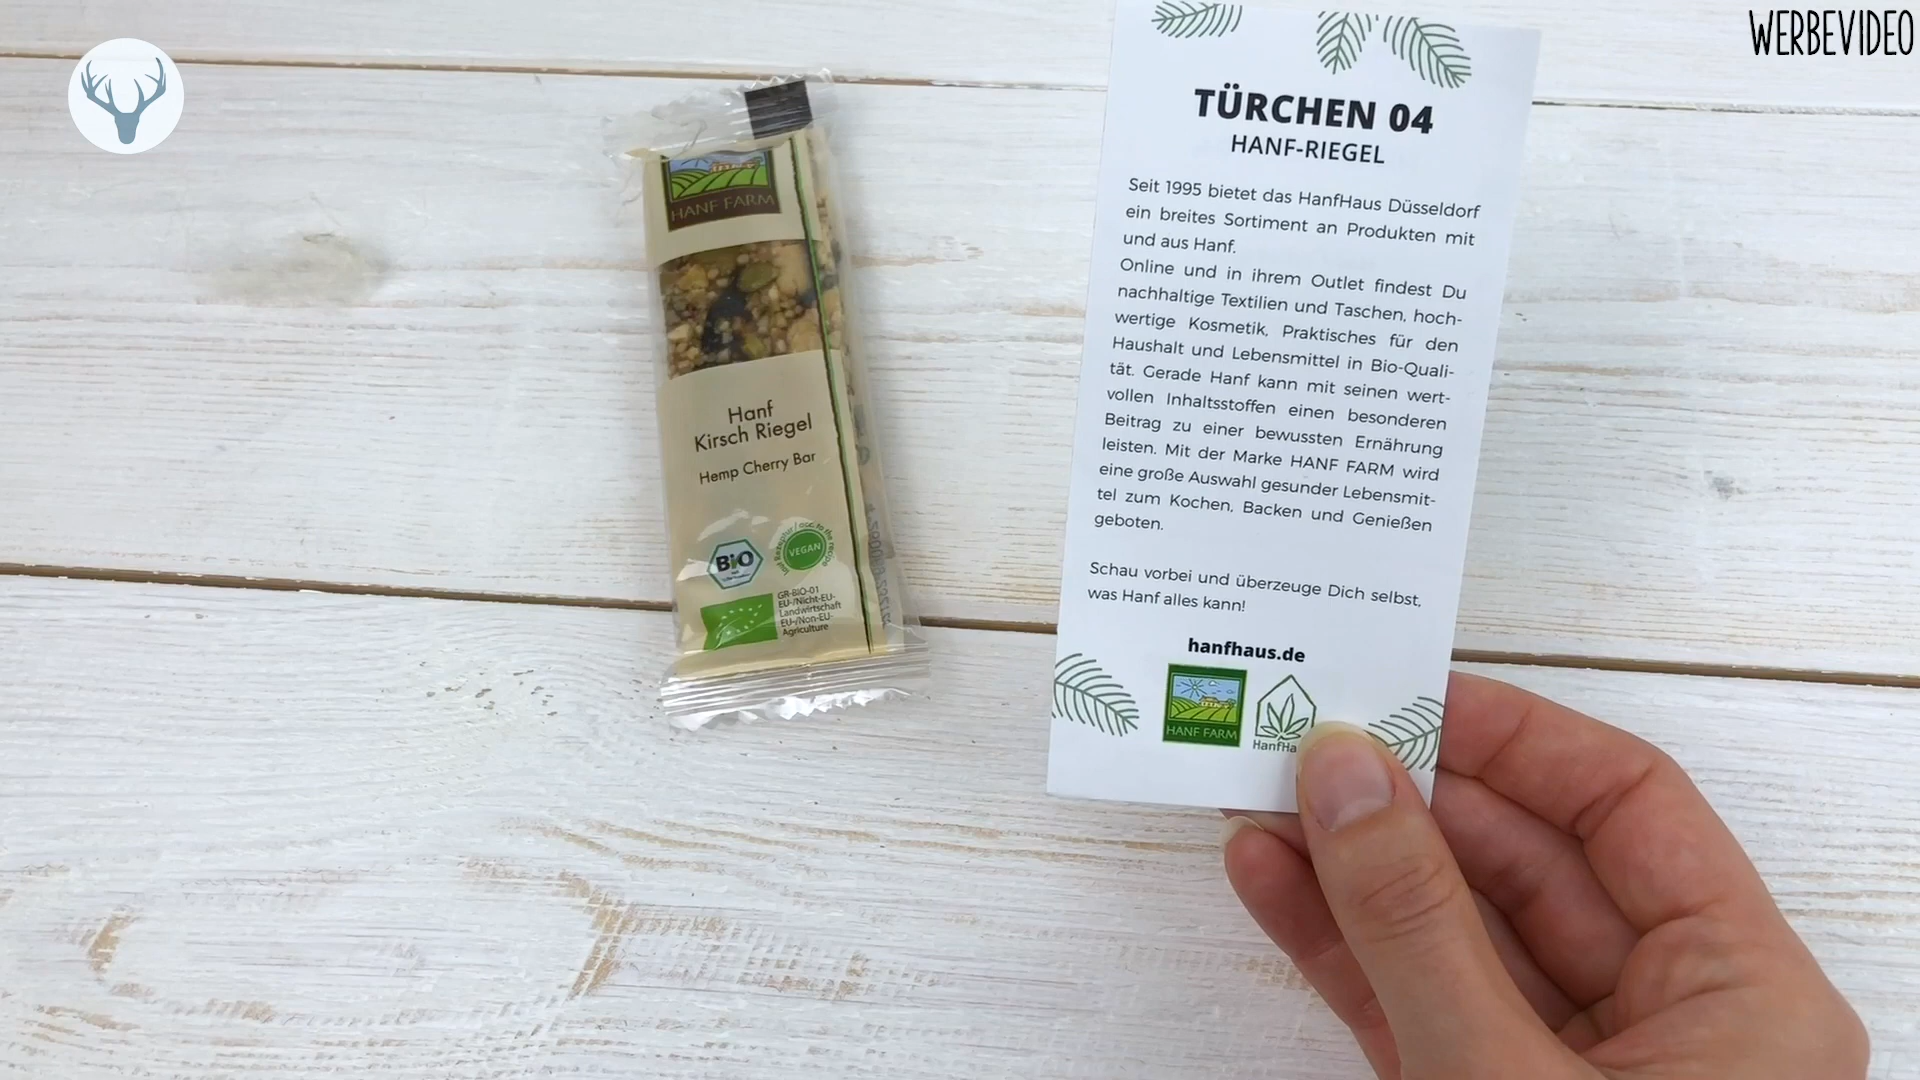 WERBEVIDEO
HANF FARM
Hanf
Kirsch Riegel
Hemp Cherry Bar
BiO
VEGAN
GR-BIO-01
EU-/Nicht-EU-
Landwirtschaft
EU-/Non-EU-
Agriculture
TÜRCHEN 04
HANF-RIEGEL
Seit 1995 bietet das HanfHaus Düsseldorf
ein breites Sortiment an Produkten mit
und aus Hanf.
Online und in ihrem Outlet findest Du
nachhaltige Textilien und Taschen, hoch-
wertige Kosmetik, Praktisches für den
Haushalt und Lebensmittel in Bio-Quali-
tät. Gerade Hanf kann mit seinen wert-
vollen Inhaltsstoffen einen besonderen
Beitrag zu einer bewussten Ernährung
leisten. Mit der Marke HANF FARM wird
eine große Auswahl gesunder Lebensmit-
tel zum Kochen, Backen und Genießen
geboten.
Schau vorbei und überzeuge Dich selbst,
was Hanf alles kann!
hanfhaus.de
HANF FARM
HanfHa